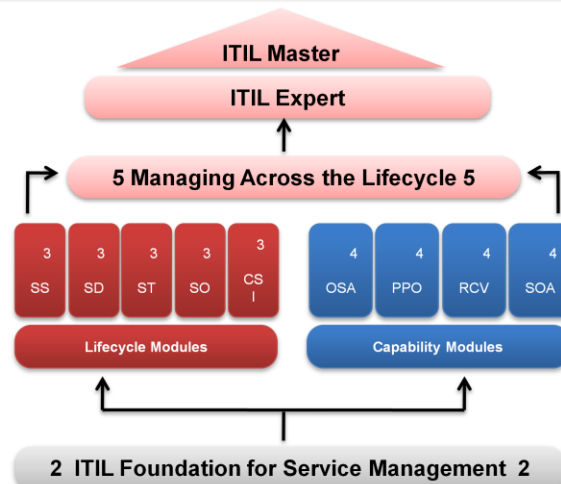 ITIL Master
ITIL Expert
5 Managing Across the Lifecycle 5
3 3 3 3 3 4 4 4 4
SS SD ST SO CS
I OSA PPO RCV SOA
Lifecycle Modules Capability Modules
2 ITIL Foundation for Service Management 2